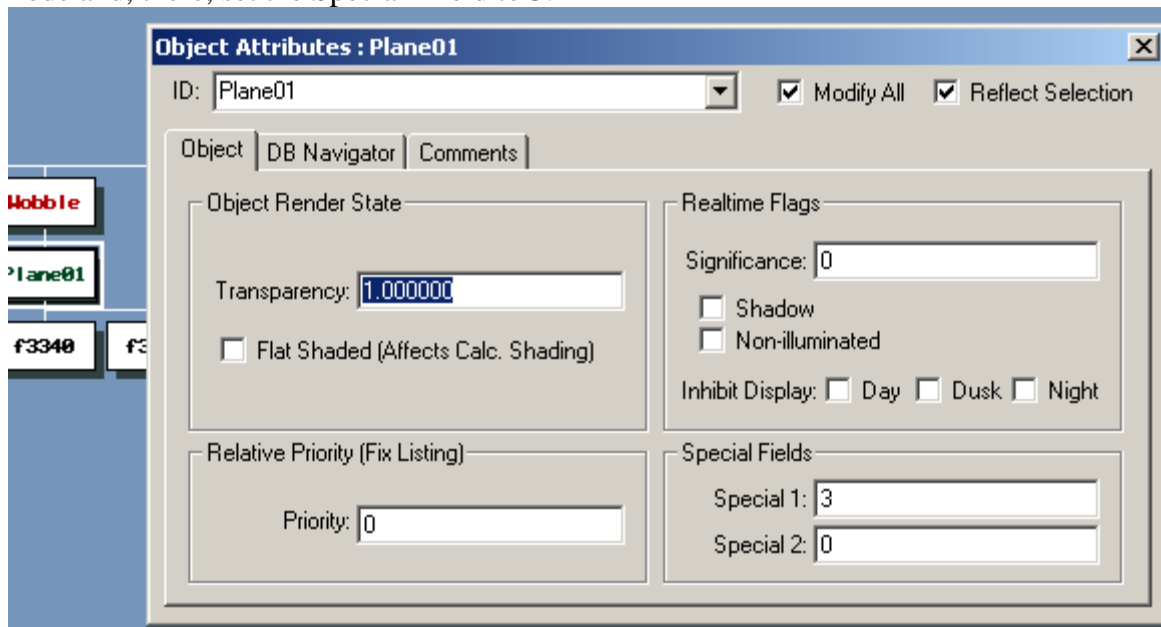 Object Attributes : Plane01
ID: Plane01
Modify All
Reflect Selection
Object
DB Navigator
Comments
Wobble
Plane01
f3340
Object Render State
Transparency: 1.000000
Flat Shaded (Affects Calc. Shading)
Relative Priority (Fix Listing)
Priority: 0
Realtime Flags
Significance: 0
Shadow
Non-illuminated
Inhibit Display: Day Dusk Night
Special Fields
Special 1: 3
Special 2: 0